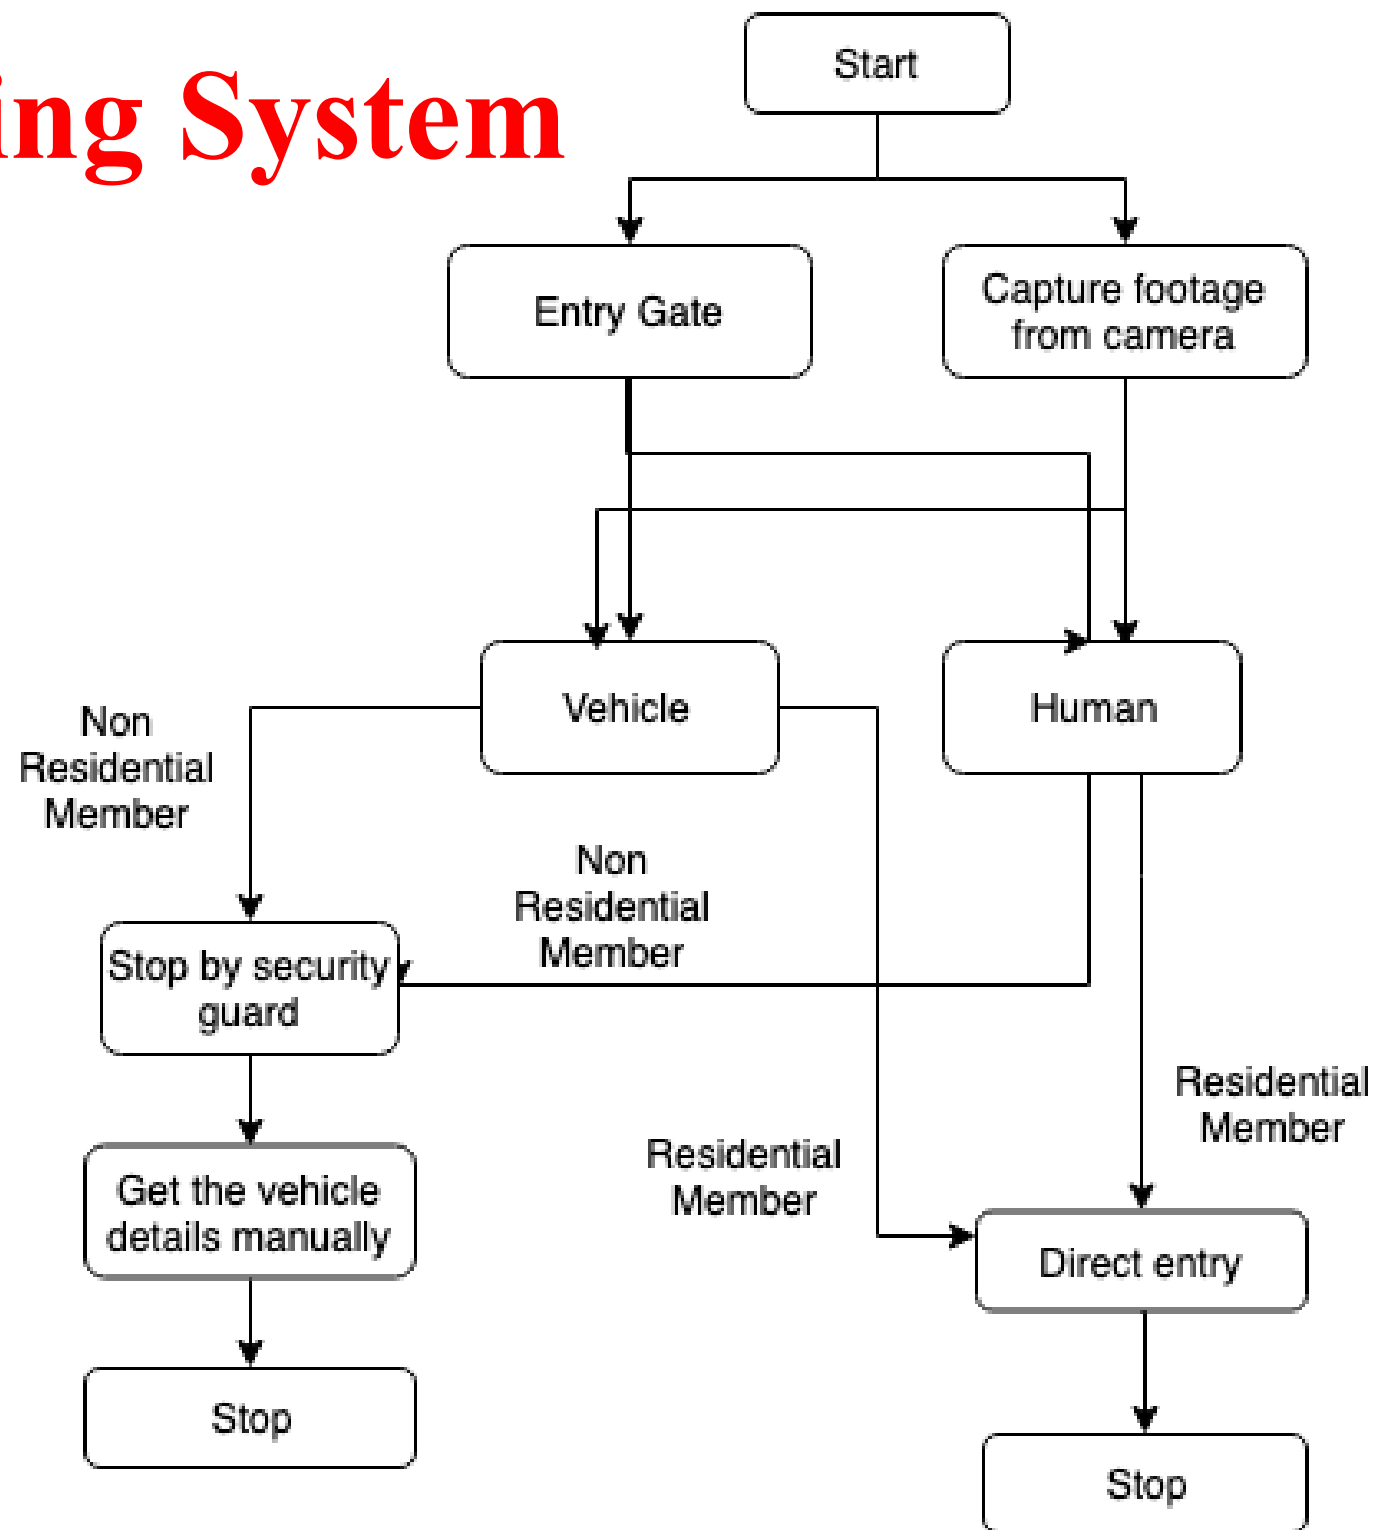 ing System
Start
Entry Gate
Capture footage
from camera
Vehicle
Human
Non
Residential
Member
Non
Residential
Member
Stop by security
guard
Residential
Member
Residential
Member
Get the vehicle
details manually
Direct entry
Stop
Stop